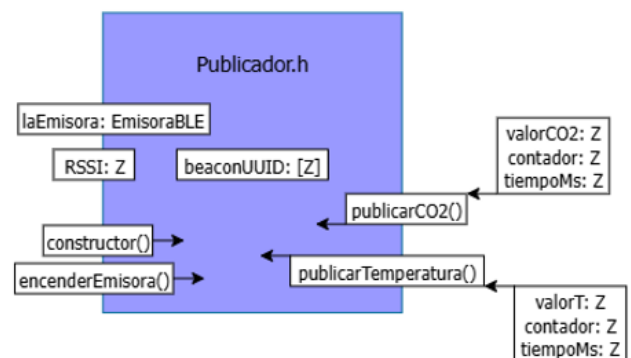 Publicador.h
laEmisora: EmisoraBLE
RSSI: Z
beaconUUID: [Z]
valorCO2: Z
contador: Z
tiempoMs: Z
publicarCO2()
constructor()
encenderEmisora()
publicarTemperatura()
valorT: Z
contador: Z
tiempoMs: Z